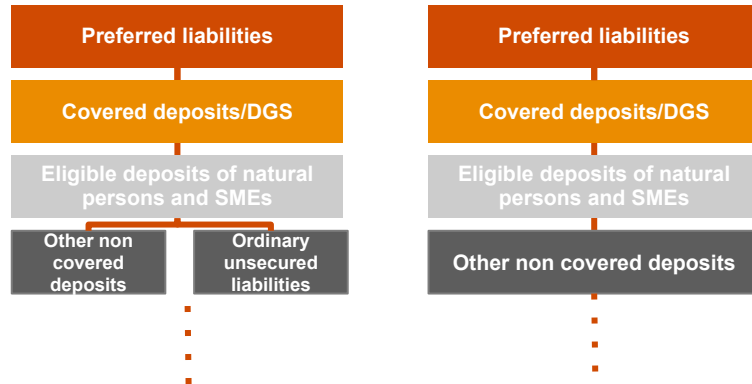 Preferred liabilities
Covered deposits/DGS
Eligible deposits of natural
persons and SMEs
Other non
covered
deposits
Ordinary
unsecured
liabilities
Preferred liabilities
Covered deposits/DGS
Eligible deposits of natural
persons and SMEs
Other non covered deposits